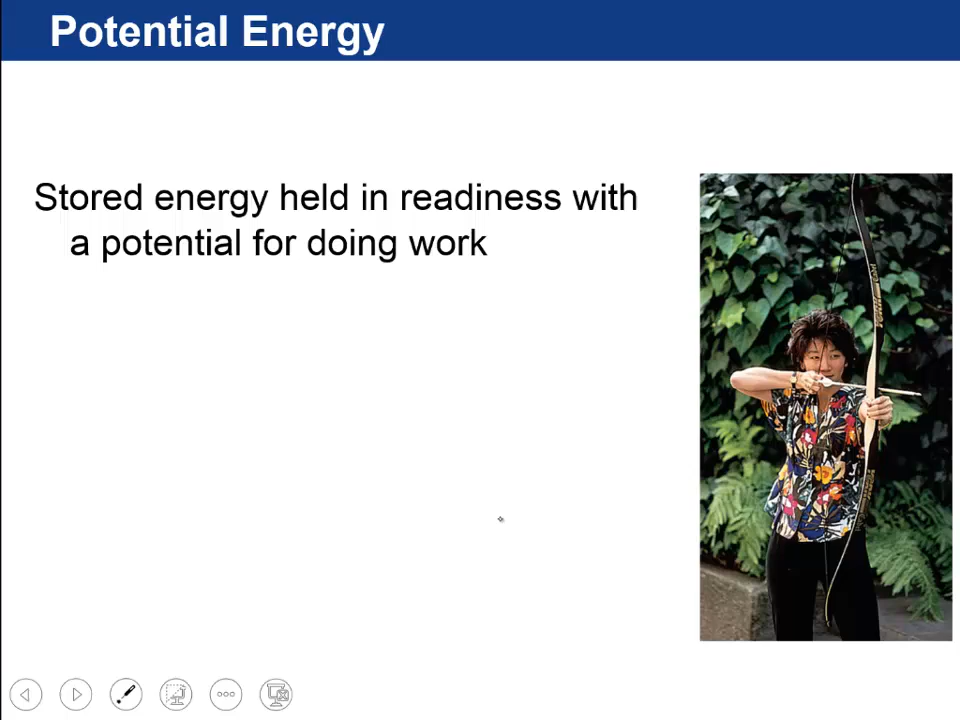 Potential Energy
Stored energy held in readiness with
a potential for doing work